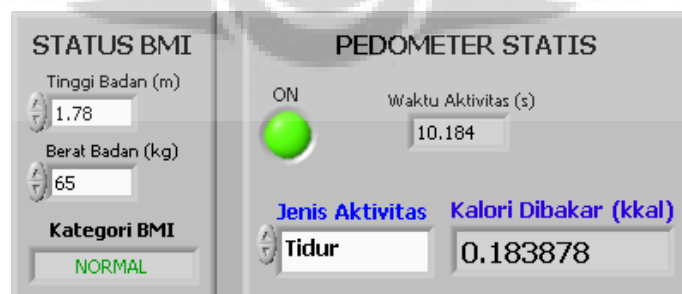 STATUS BMI
Tinggi Badan (m)
1.78
Berat Badan (kg)
65
Kategori BMI
NORMAL
PEDOMETER STATIS
ON
Waktu Aktivitas (s)
10.184
Jenis Aktivitas
Tidur
Kalori Dibakar (kkal)
0.183878